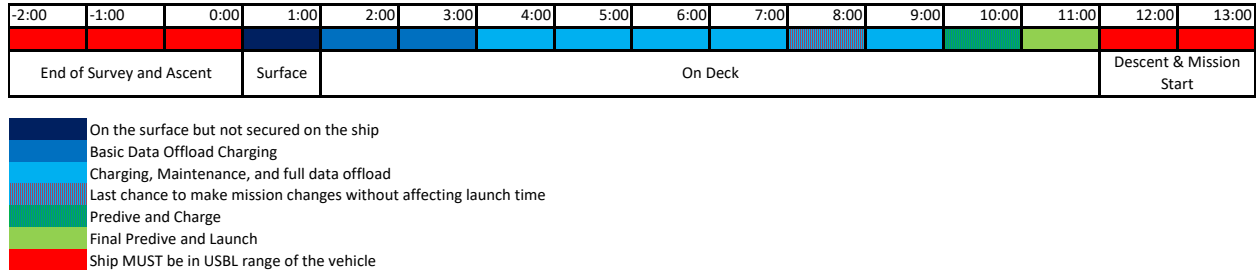 -2:00 -1:00 0:00 1:00 2:00 3:00 4:00 5:00 6:00 7:00 8:00 9:00 10:00 11:00 12:00 13:00
End of Survey and Ascent Surface On Deck Descent & Mission
Start
On the surface but not secured on the ship
Basic Data Offload Charging
Charging, Maintenance, and full data offload
Last chance to make mission changes without affecting launch time
Predive and Charge
Final Predive and Launch
Ship MUST be in USBL range of the vehicle